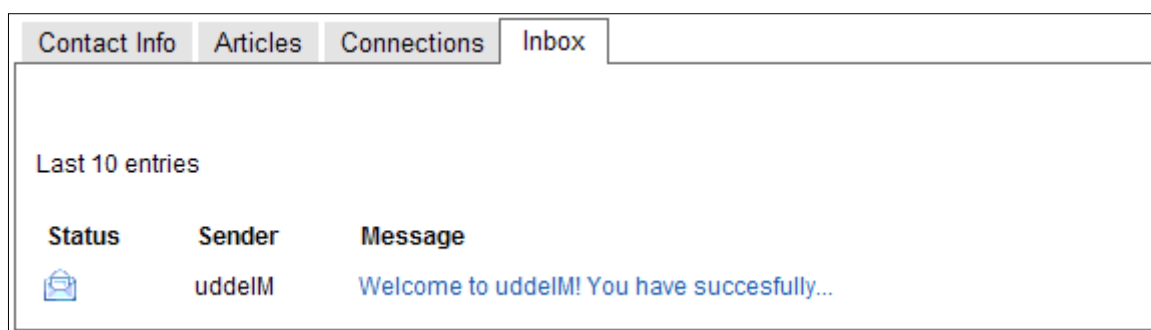 Contact Info Articles Connections Inbox
Last 10 entries
Status Sender Message
uddeIM Welcome to uddeIM! You have succesfully...